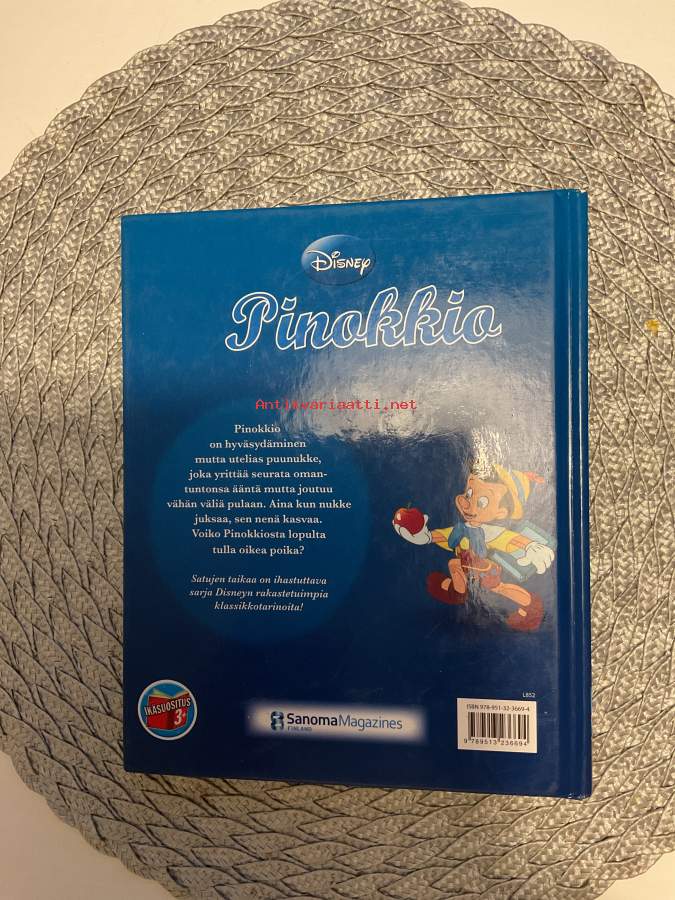 Disney
Pinokkio
Antikvariaatti.net
Pinokkio
on hyväsydäminen
mutta utelias puunukke,
joka yrittää seurata oman-
tuntonsa ääntä mutta joutuu
vähän väliä pulaan. Aina kun nukke
juksaa, sen nenä kasvaa.
Voiko Pinokkiosta lopulta
tulla oikea poika?
Satujen taikaa on ihastuttava
sarja Disneyn rakastetuimpia
klassikkotarinoita!
L852
ISBN 978-951-32-3669-4
9 789513 236694
IKÄSUOSITUS
3+
SanomaMagazines
FINLAND